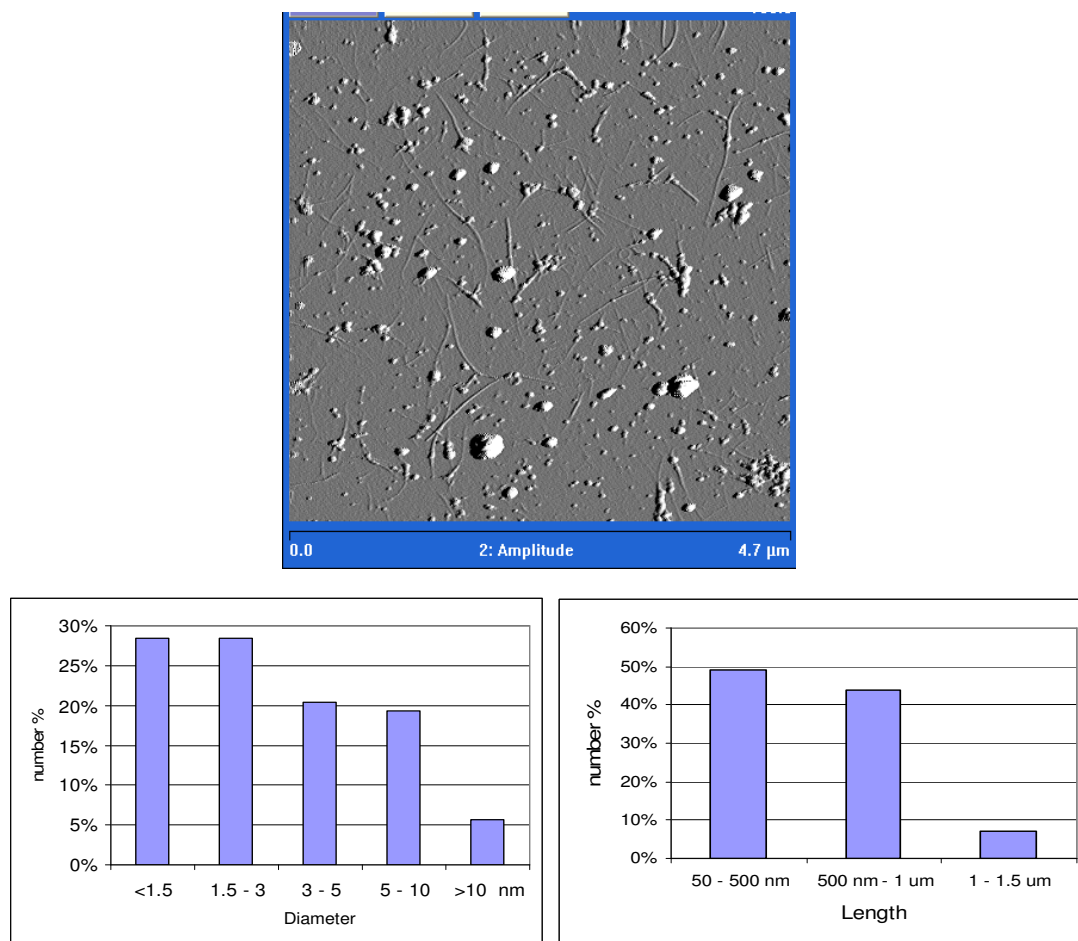 0.0 2: Amplitude 4.7 µm
30%
25%
20%
15%
10%
5%
0%
number %
<1.5 1.5 - 3 3 - 5 5 - 10 >10 nm
Diameter
60%
50%
40%
30%
20%
10%
0%
number %
50 - 500 nm 500 nm - 1 um 1 - 1.5 um
Length